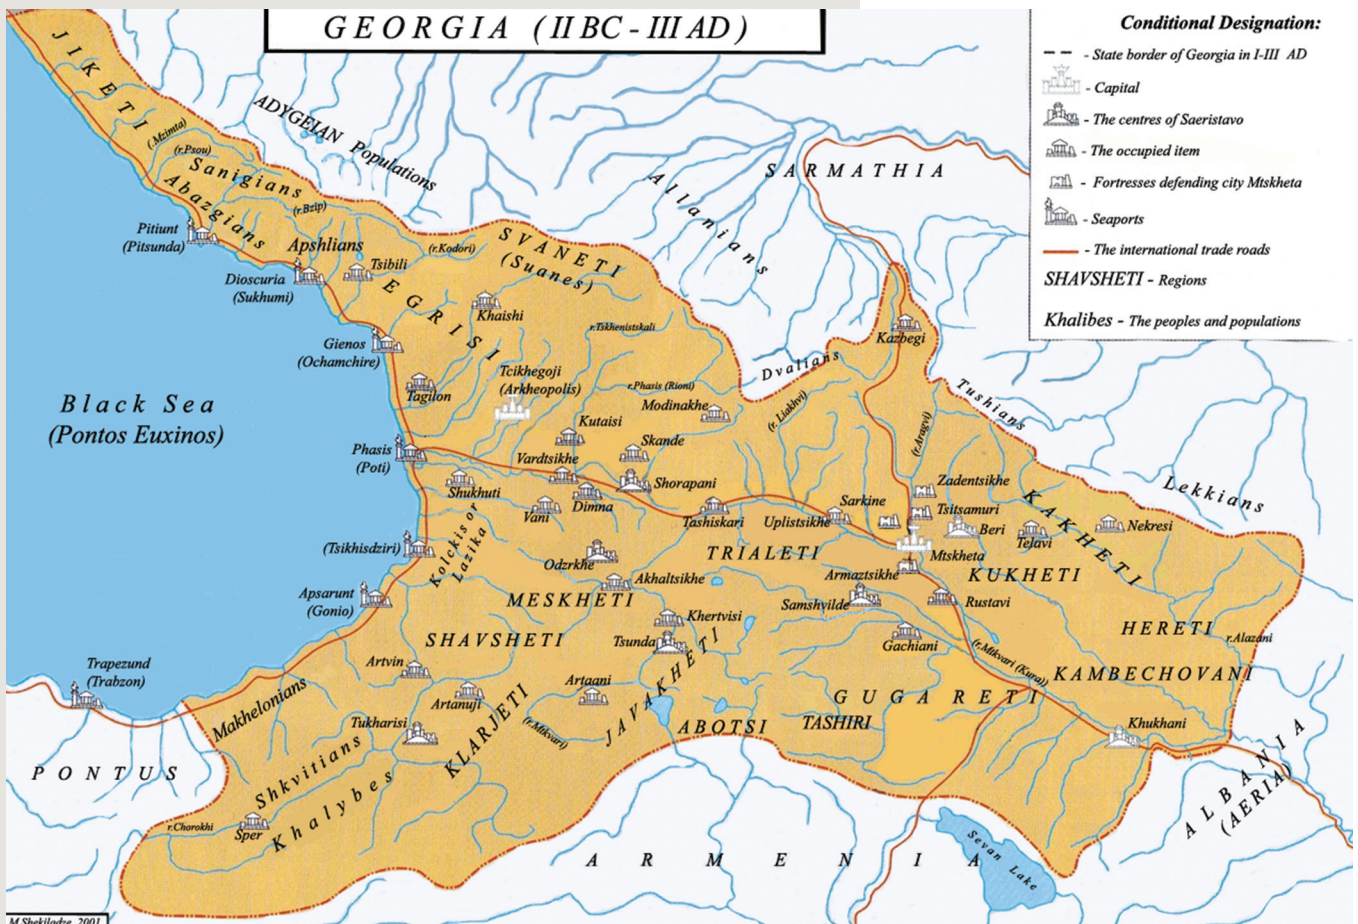 GEORGIA (II BC - III AD)
Conditional Designation:
- State border of Georgia in I-III AD
- Capital
- The centres of Saeristavo
- The occupied item
- Fortresses defending city Mtskheta
- Seaports
- The international trade roads
SHAVSHETI - Regions
Khalibes - The peoples and populations
JIKETI
(.Mzimta)
(r.Psou)
Sanigians
Abazgians
(r.Bzip)
ADYGEIAN
Populations
Allanians
SARMATHIA
Pitiunt
(Pitsunda)
Apshlians
(r.Kodori)
SVANETI
(Suanes)
Dioscuria
(Sukhumi)
Tsibili
EGRISI
Khaishi
r.Tskhenistskali
Kazbegi
Gienos
(Ochamchire)
Tcikhegoji
(Arkheopolis)
Dvalians
Tushians
Tagilon
r.Phasis (Rioni)
Modinakhe
(r. Liakhvi)
(r.Aragvi)
Black Sea
(Pontos Euxinos)
Kutaisi
Skande
Phasis
(Poti)
Vardtsikhe
Shorapani
Zadentsikhe
Lekkians
Shukhuti
Vani
Dimna
Tashiskari
Uplistsikhe
Sarkine
Tsitsamuri
Beri
Telavi
KAKHETI
Nekresi
(Tsikhisdziri)
Kolckis or
Lazika
Odzrkhe
TRIALETI
Mtskheta
Akhaltsikhe
Armaztsikhe
KUKHETI
Apsarunt
(Gonio)
MESKHETI
Khertvisi
Samshvilde
Rustavi
SHAVSHETI
Tsunda
Gachiani
HERETI
r.Alazani
Trapezund
(Trabzon)
Artvin
Artanuji
Artaani
JAVAKHETI
(r.Mtkvari (Kura))
KAMBECHOVANI
Makhelonians
Tukharisi
KLARJETI
(r.Mtkvari)
ABOTSI
TASHIRI
GUGARETI
Khukhani
PONTUS
Shkvitians
Khalybes
r.Chorokhi
Sper
ALBANIA
(AERIA)
ARMENIA
Sevan Lake
M.Shekiladze, 2001